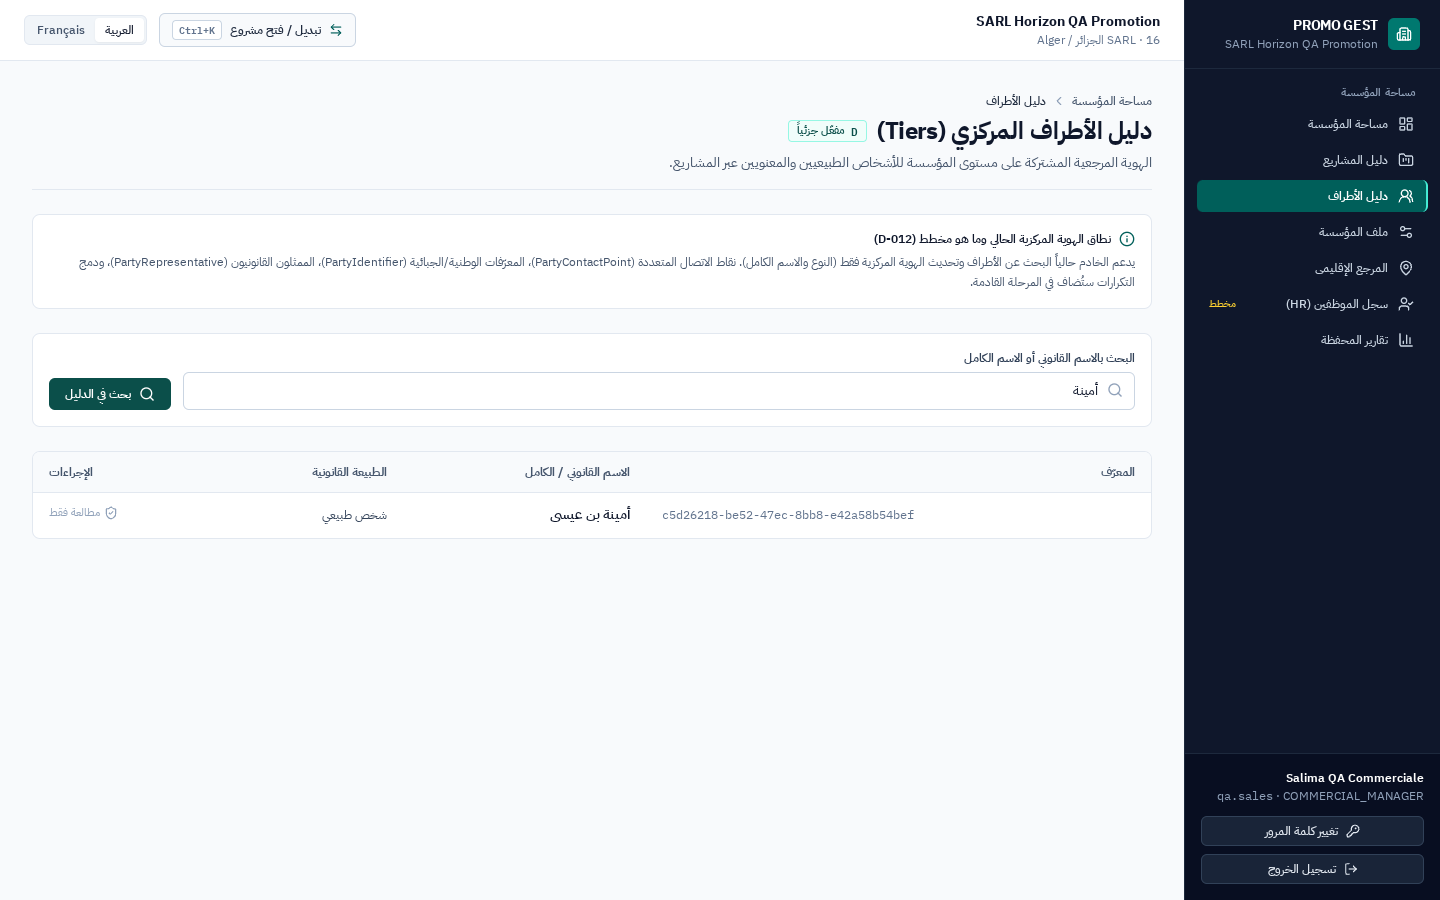 PROMO GEST
SARL Horizon QA Promotion
مساحة المؤسسة
مساحة المؤسسة
دليل المشاريع
دليل الأطراف
ملف المؤسسة
المرجع الإقليمي
سجل الموظفين (HR) مخطط
تقارير المحفظة
Salima QA Commerciale
qa.sales · COMMERCIAL_MANAGER
تغيير كلمة المرور
تسجيل الخروج
SARL Horizon QA Promotion
SARL · 16 الجزائر / Alger
تبديل / فتح مشروع Ctrl+K
العربية Français
مساحة المؤسسة دليل الأطراف
دليل الأطراف المركزي (Tiers) D مفعّل جزئياً
الهوية المرجعية المشتركة على مستوى المؤسسة للأشخاص الطبيعيين والمعنويين عبر المشاريع.
نطاق الهوية المركزية الحالي وما هو مخطط (D-012)
يدعم الخادم حالياً البحث عن الأطراف وتحديث الهوية المركزية فقط (النوع والاسم الكامل). نقاط الاتصال المتعددة (PartyContactPoint)، المعرّفات الوطنية/الجبائية (PartyIdentifier)، الممثلون القانونيون (PartyRepresentative)، ودمج
التكرارات ستُضاف في المرحلة القادمة.
البحث بالاسم القانوني أو الاسم الكامل
أمينة
بحث في الدليل
المعرّف الاسم القانوني / الكامل الطبيعة القانونية الإجراءات
c5d26218-be52-47ec-8bb8-e42a58b54bef أمينة بن عيسى شخص طبيعي مطالعة فقط